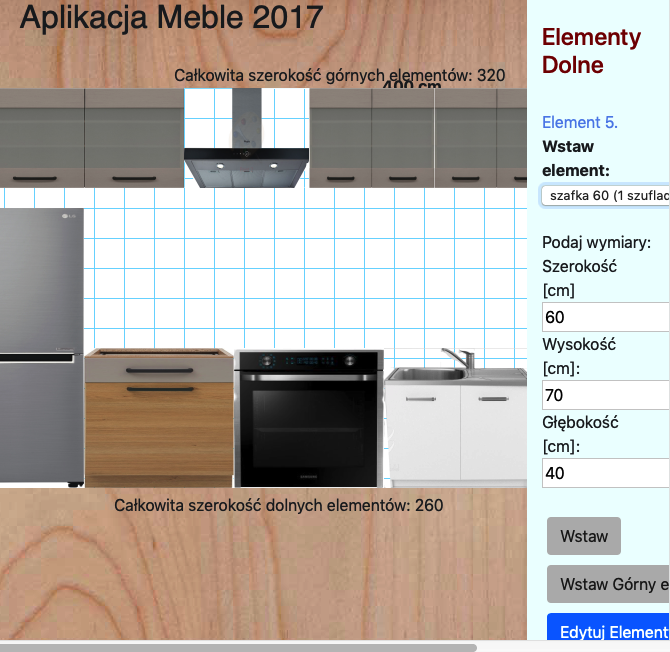 Aplikacja Meble 2017
Całkowita szerokość górnych elementów: 320
400 cm
Całkowita szerokość dolnych elementów: 260
Elementy
Dolne
Element 5.
Wstaw
element:
szafka 60 (1 szuflad
Podaj wymiary:
Szerokość
[cm]
60
Wysokość
[cm]:
70
Głębokość
[cm]:
40
Wstaw
Wstaw Górny e
Edytuj Element